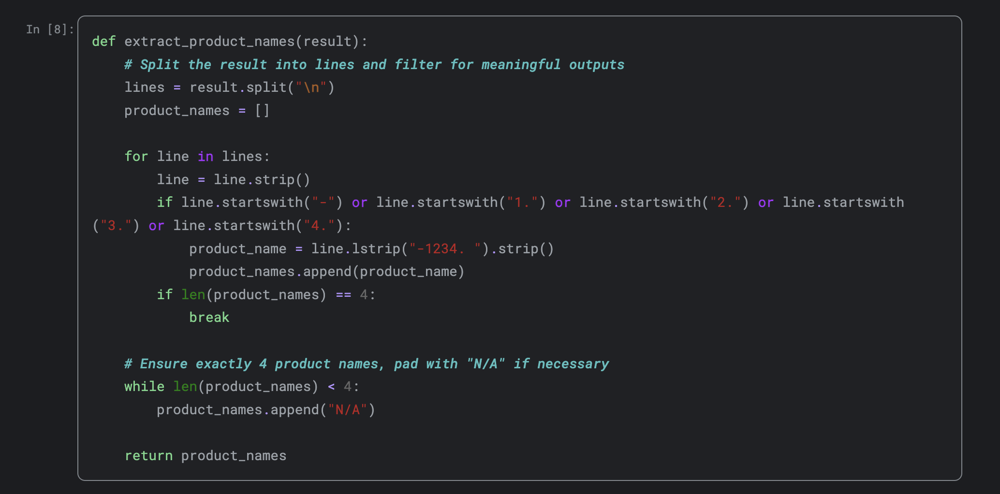 In [8]:
def extract_product_names(result):
    # Split the result into lines and filter for meaningful outputs
    lines = result.split("\n")
    product_names = []

    for line in lines:
        line = line.strip()
        if line.startswith("-") or line.startswith("1.") or line.startswith("2.") or line.startswith
("3.") or line.startswith("4."):
            product_name = line.lstrip("-1234. ").strip()
            product_names.append(product_name)
        if len(product_names) == 4:
            break

    # Ensure exactly 4 product names, pad with "N/A" if necessary
    while len(product_names) < 4:
        product_names.append("N/A")

    return product_names